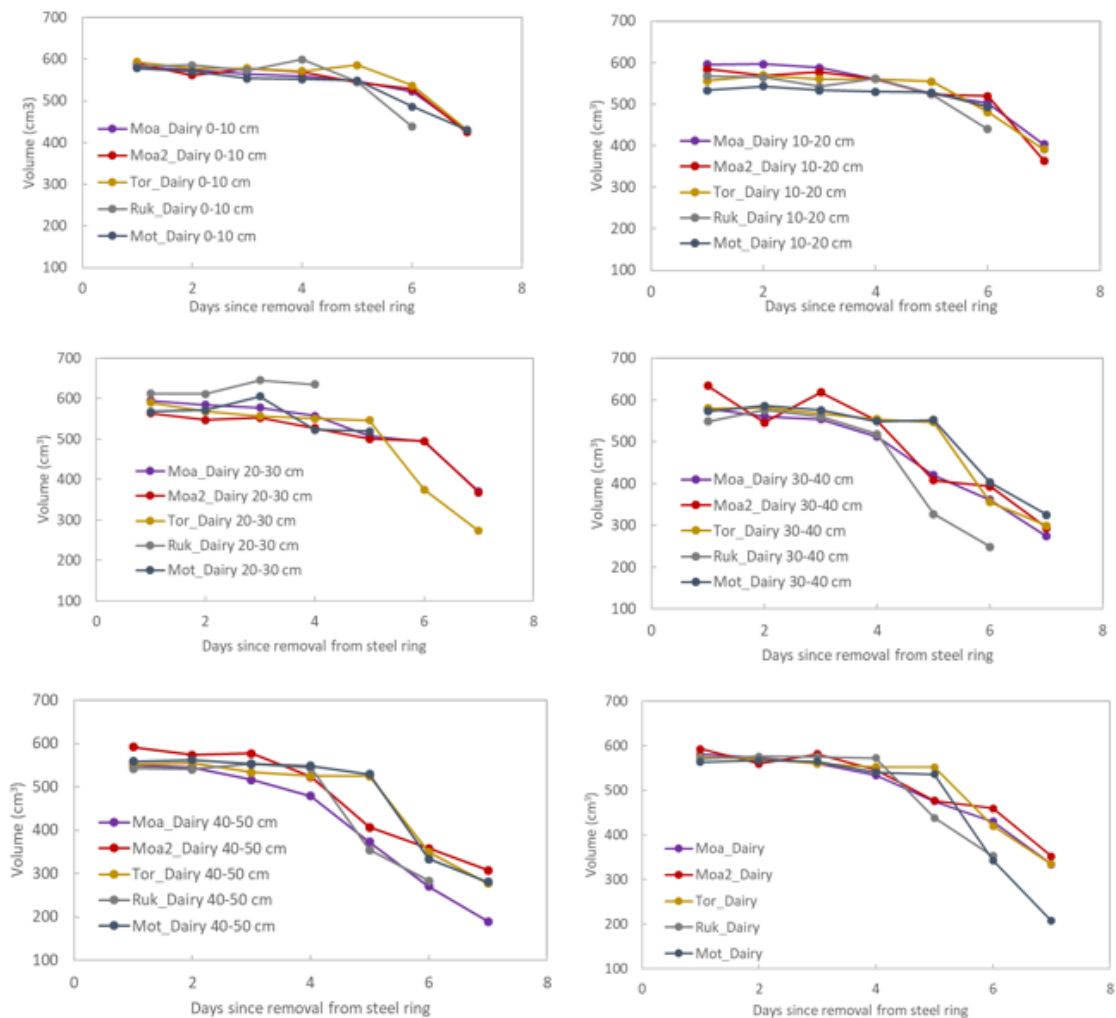 700
600
500
400
300
200
100
Volume (cm3)
Moa_Dairy 0-10 cm
Moa2_Dairy 0-10 cm
Tor_Dairy 0-10 cm
Ruk_Dairy 0-10 cm
Mot_Dairy 0-10 cm
0 2 4 6 8
Days since removal from steel ring
700
600
500
400
300
200
100
Volume (cm³)
Moa_Dairy 10-20 cm
Moa2_Dairy 10-20 cm
Tor_Dairy 10-20 cm
Ruk_Dairy 10-20 cm
Mot_Dairy 10-20 cm
0 2 4 6 8
Days since removal from steel ring
700
600
500
400
300
200
100
Volume (cm³)
Moa_Dairy 20-30 cm
Moa2_Dairy 20-30 cm
Tor_Dairy 20-30 cm
Ruk_Dairy 20-30 cm
Mot_Dairy 20-30 cm
0 2 4 6 8
Days since removal from steel ring
700
600
500
400
300
200
100
Volume (cm³)
Moa_Dairy 30-40 cm
Moa2_Dairy 30-40 cm
Tor_Dairy 30-40 cm
Ruk_Dairy 30-40 cm
Mot_Dairy 30-40 cm
0 2 4 6 8
Days since removal from steel ring
700
600
500
400
300
200
100
Volume (cm³)
Moa_Dairy 40-50 cm
Moa2_Dairy 40-50 cm
Tor_Dairy 40-50 cm
Ruk_Dairy 40-50 cm
Mot_Dairy 40-50 cm
0 2 4 6 8
Days since removal from steel ring
700
600
500
400
300
200
100
Volume (cm³)
Moa_Dairy
Moa2_Dairy
Tor_Dairy
Ruk_Dairy
Mot_Dairy
0 2 4 6 8
Days since removal from steel ring